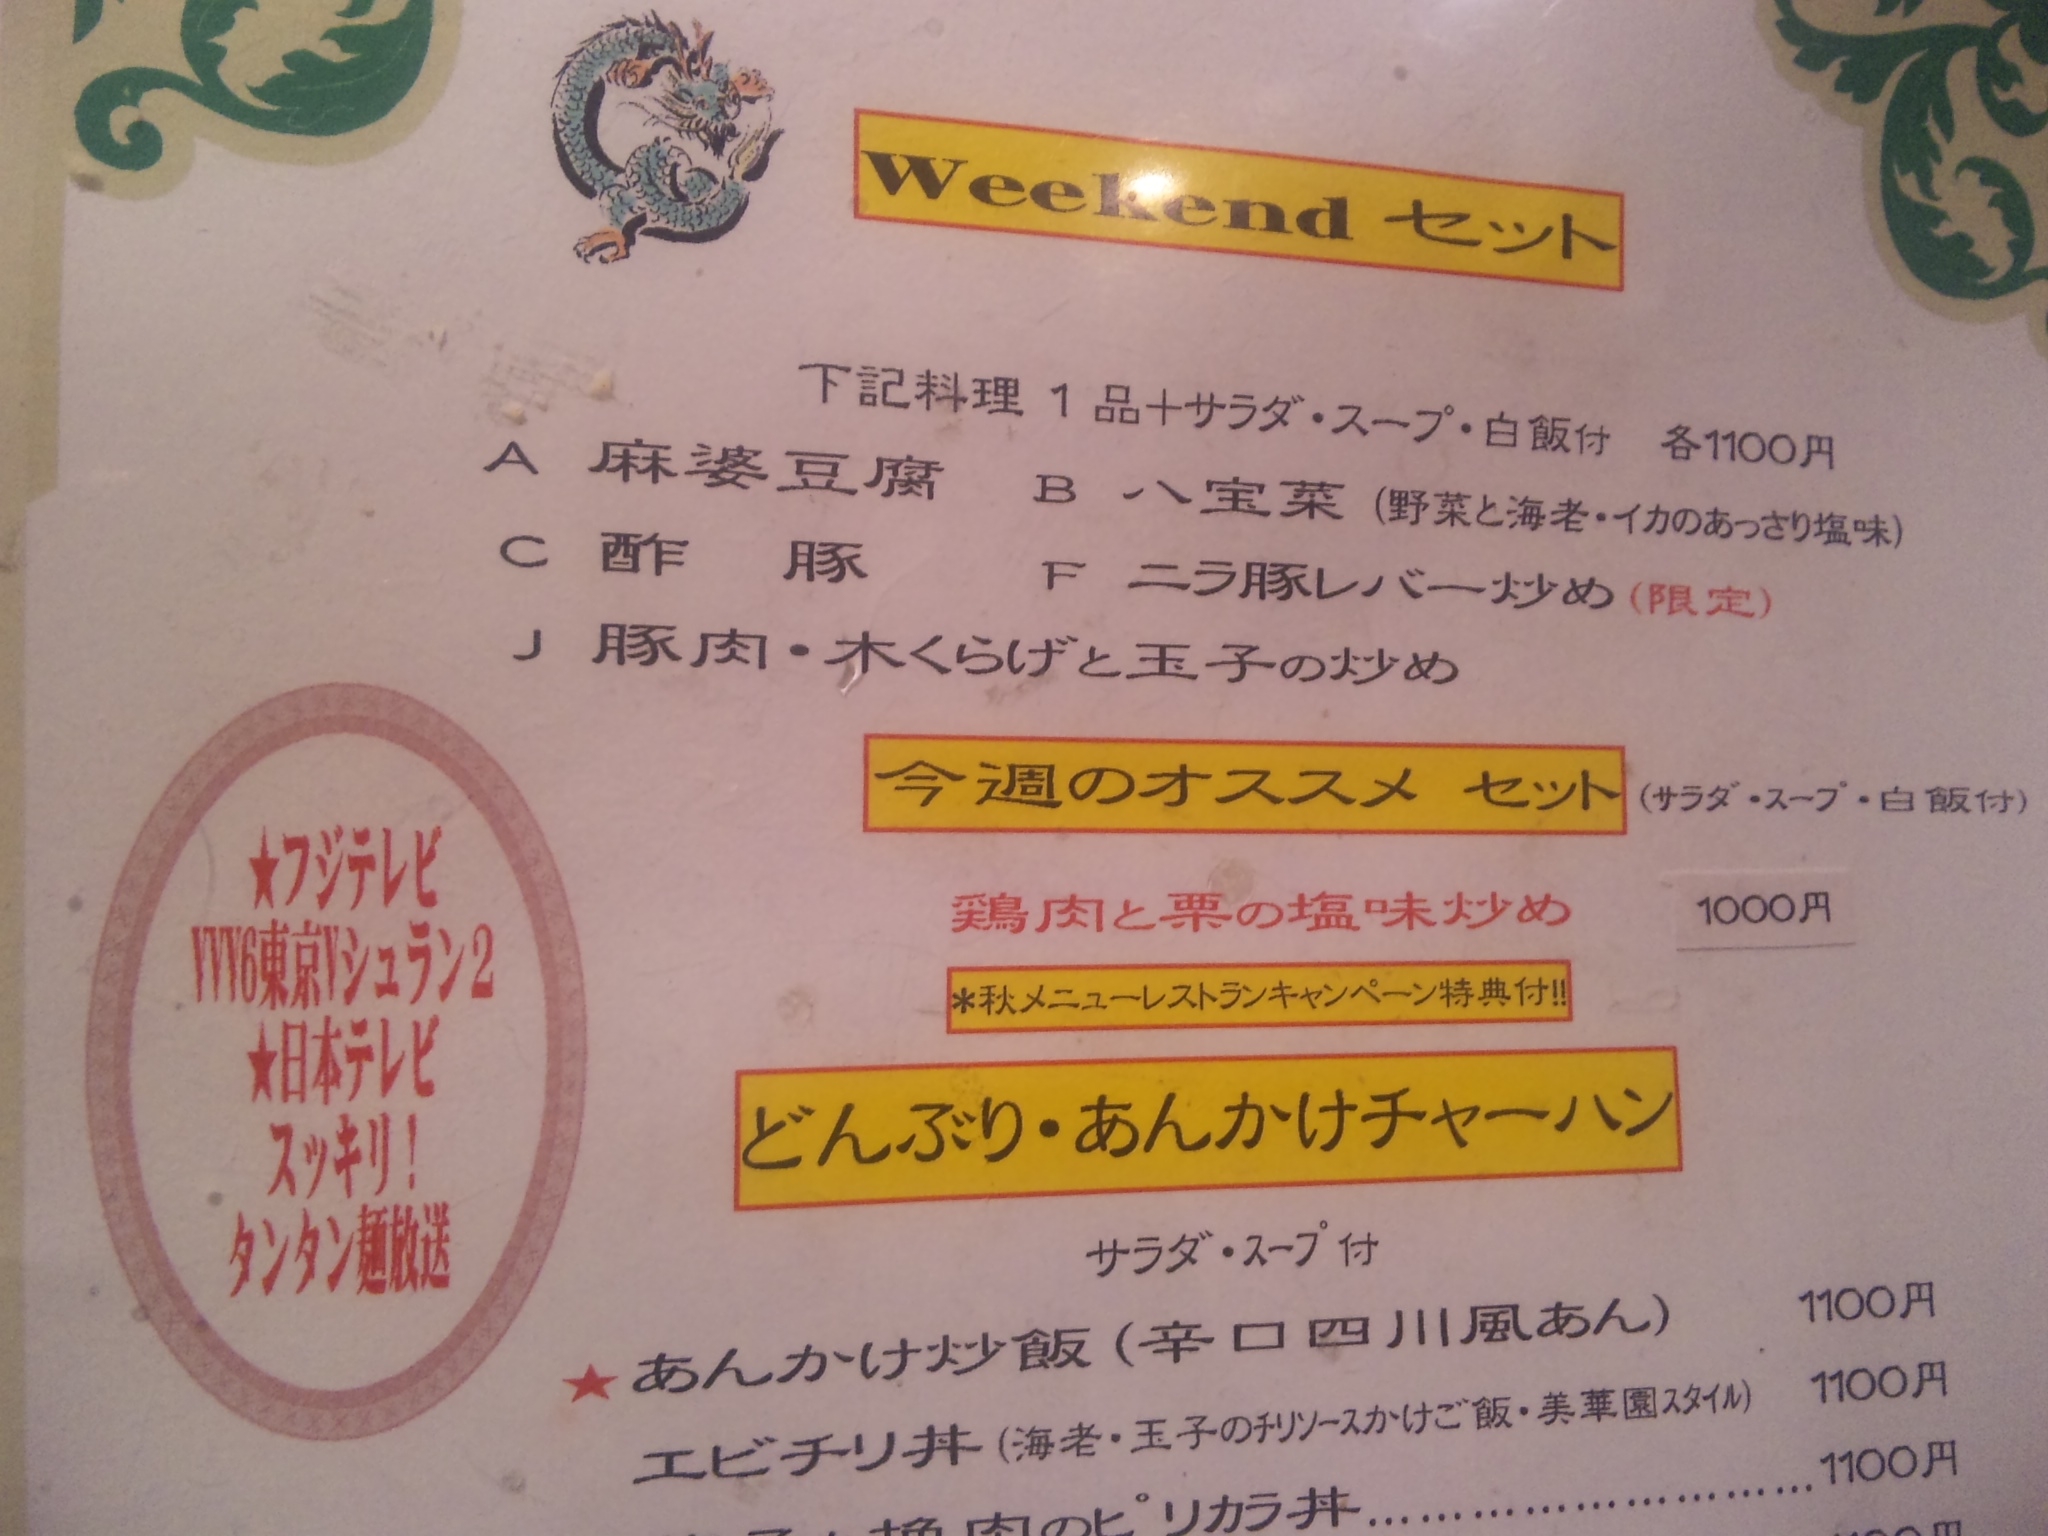 Weekend セット
下記料理 1 品+サラダ・スープ・白飯付 各1100円
A 麻婆豆腐 B 八宝菜 (野菜と海老・イカのあっさり塩味)
C 酢 豚 F ニラ豚レバー炒め (限定)
J 豚肉・木くらげと玉子の炒め
今週のオススメ セット (サラダ・スープ・白飯付)
鶏肉と栗の塩味炒め 1000円
*秋メニューレストランキャンペーン特典付!!
どんぶり・あんかけチャーハン
サラダ・スープ付
★あんかけ炒飯 (辛口四川風あん) 1100円
エビチリ丼 (海老・玉子のチリソースかけご飯・美華園スタイル) 1100円
挽肉のピリカラ丼 1100円
★フジテレビ
VVV6東京Vシュラン2
★日本テレビ
スッキリ!
タンタン麺放送